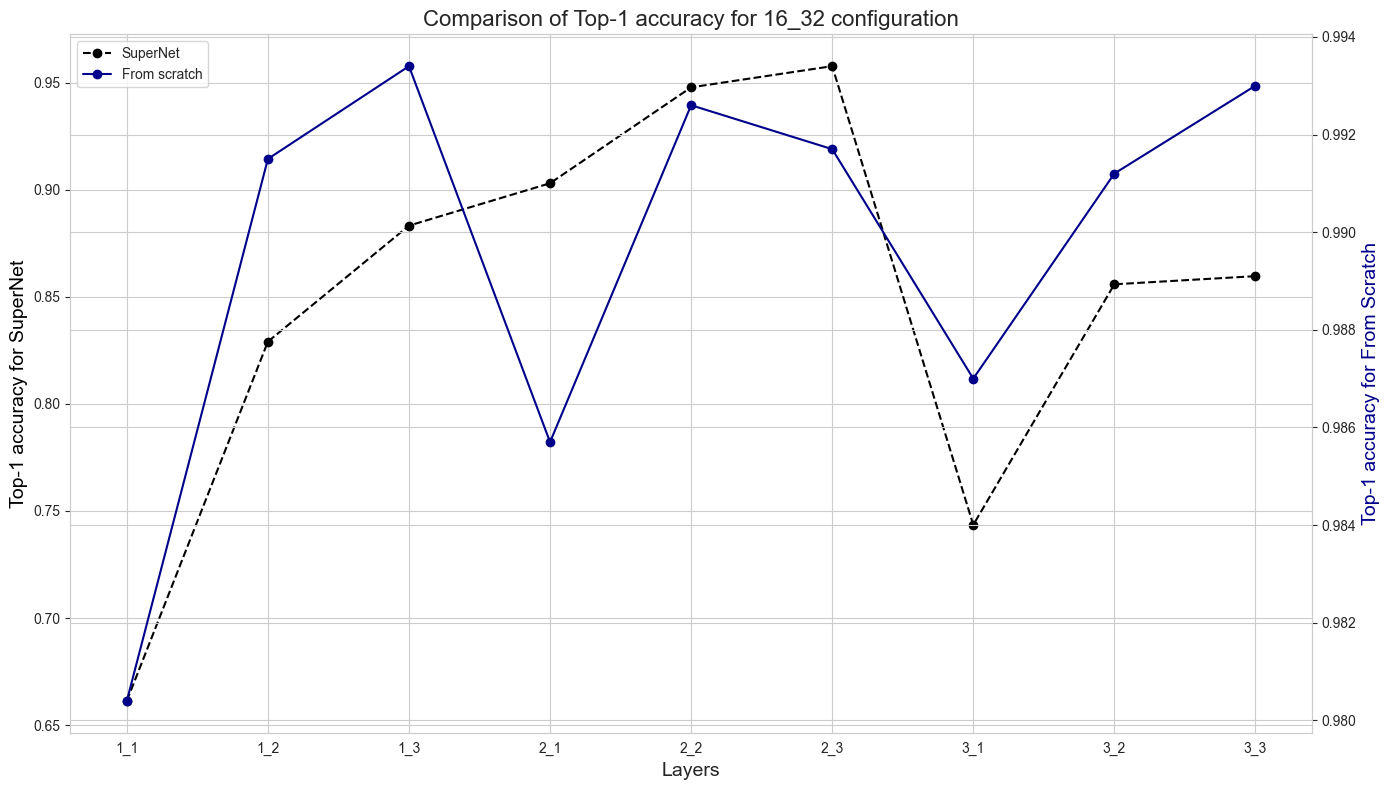 Comparison of Top-1 accuracy for 16_32 configuration
SuperNet
From scratch
Top-1 accuracy for SuperNet
0.95
0.90
0.85
0.80
0.75
0.70
0.65
0.994
0.992
0.990
0.988
0.986
0.984
0.982
0.980
Top-1 accuracy for From Scratch
1_1 1_2 1_3 2_1 2_2 2_3 3_1 3_2 3_3
Layers